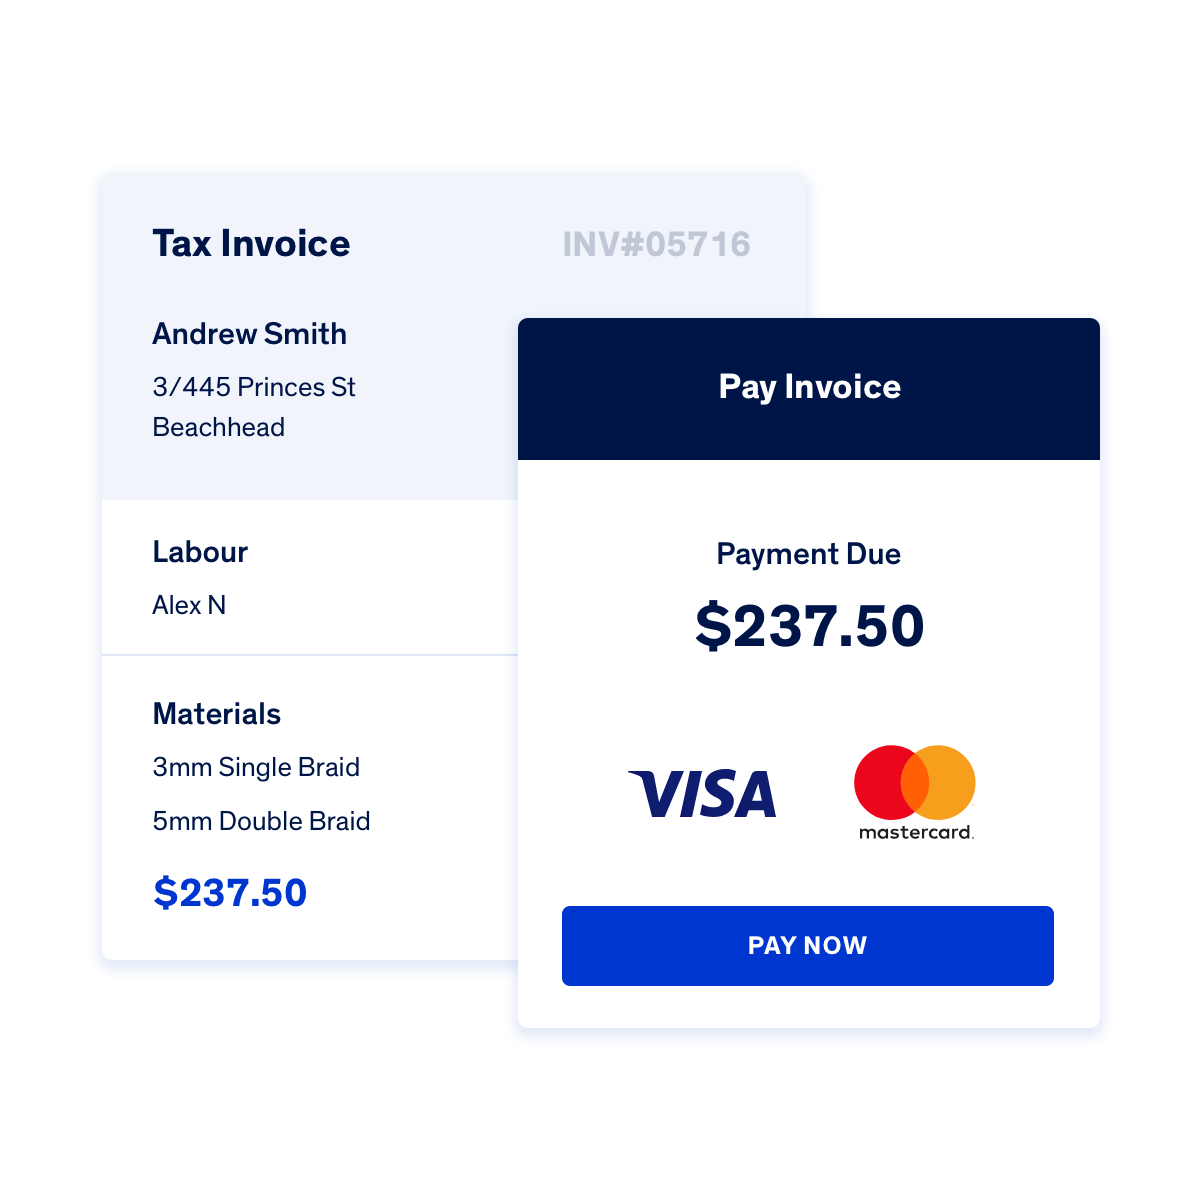 Tax Invoice
INV#05716
Andrew Smith
3/445 Princes St
Beachhead
Labour
Alex N
Materials
3mm Single Braid
5mm Double Braid
$237.50
Pay Invoice
Payment Due
$237.50
VISA
mastercard.
PAY NOW